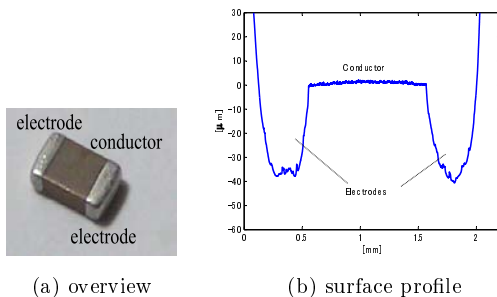 electrode
conductor
electrode
(a) overview
30
20
10
0
-10
-20
-30
-40
-50
-60
[μm]
Conductor
Electrodes
0
0.5
1
1.5
2
[mm]
(b) surface profile